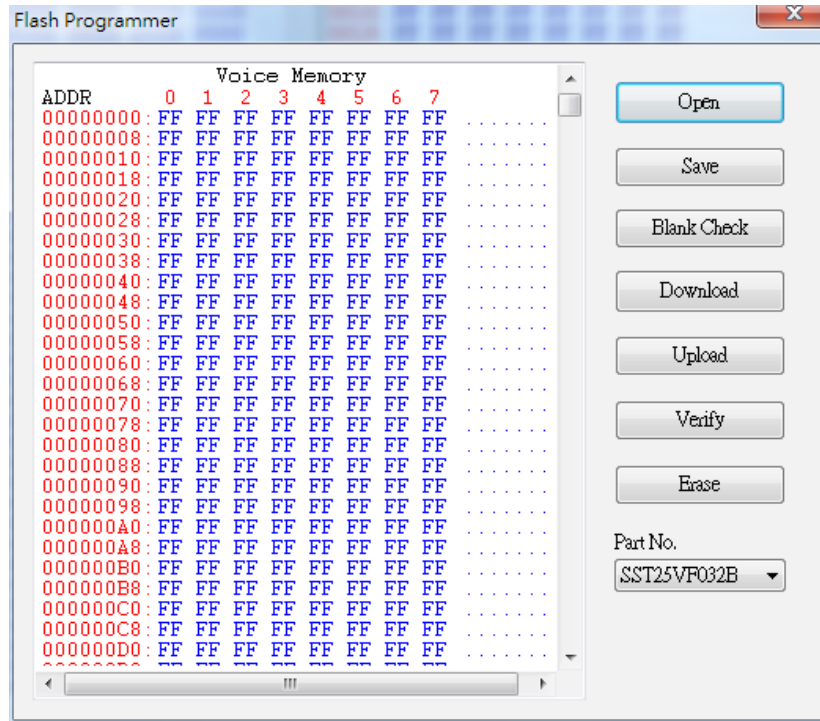 Flash Programmer
X
Voice Memory
ADDR 0 1 2 3 4 5 6 7
00000000: FF FF FF FF FF FF FF FF ........
00000008: FF FF FF FF FF FF FF FF ........
00000010: FF FF FF FF FF FF FF FF ........
00000018: FF FF FF FF FF FF FF FF ........
00000020: FF FF FF FF FF FF FF FF ........
00000028: FF FF FF FF FF FF FF FF ........
00000030: FF FF FF FF FF FF FF FF ........
00000038: FF FF FF FF FF FF FF FF ........
00000040: FF FF FF FF FF FF FF FF ........
00000048: FF FF FF FF FF FF FF FF ........
00000050: FF FF FF FF FF FF FF FF ........
00000058: FF FF FF FF FF FF FF FF ........
00000060: FF FF FF FF FF FF FF FF ........
00000068: FF FF FF FF FF FF FF FF ........
00000070: FF FF FF FF FF FF FF FF ........
00000078: FF FF FF FF FF FF FF FF ........
00000080: FF FF FF FF FF FF FF FF ........
00000088: FF FF FF FF FF FF FF FF ........
00000090: FF FF FF FF FF FF FF FF ........
00000098: FF FF FF FF FF FF FF FF ........
000000A0: FF FF FF FF FF FF FF FF ........
000000A8: FF FF FF FF FF FF FF FF ........
000000B0: FF FF FF FF FF FF FF FF ........
000000B8: FF FF FF FF FF FF FF FF ........
000000C0: FF FF FF FF FF FF FF FF ........
000000C8: FF FF FF FF FF FF FF FF ........
000000D0: FF FF FF FF FF FF FF FF ........
Open
Save
Blank Check
Download
Upload
Verify
Erase
Part No.
SST25VF032B